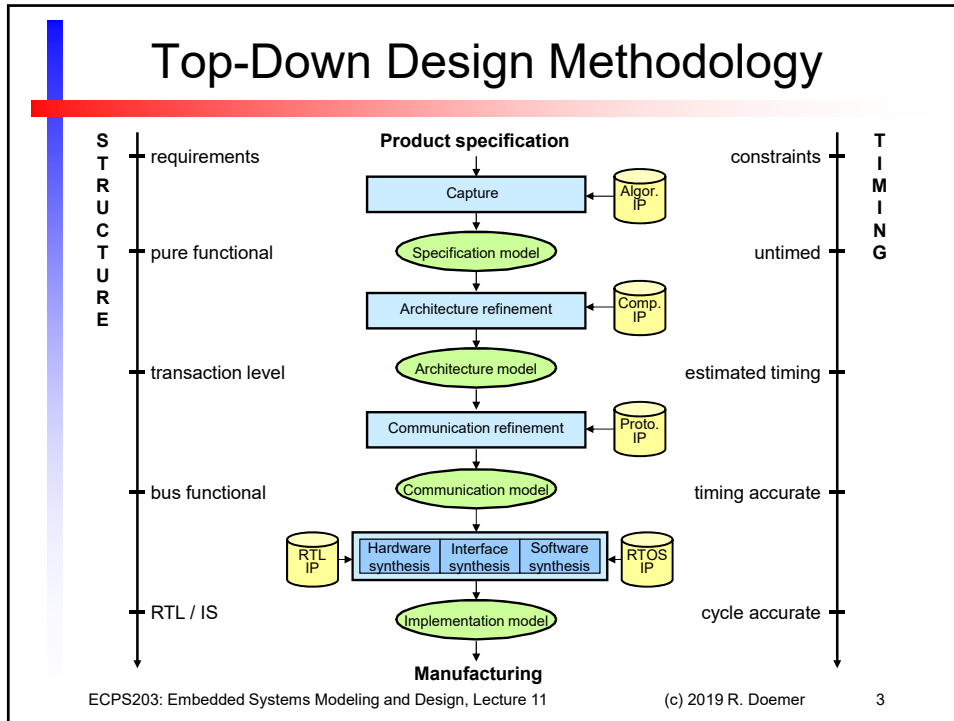 Top-Down Design Methodology
STRUCTURE
TIMING
Product specification
requirements
constraints
Capture
Algor.
IP
pure functional
Specification model
untimed
Architecture refinement
Comp.
IP
transaction level
Architecture model
estimated timing
Communication refinement
Proto.
IP
bus functional
Communication model
timing accurate
RTL
IP
Hardware
synthesis
Interface
synthesis
Software
synthesis
RTOS
IP
RTL / IS
Implementation model
cycle accurate
Manufacturing
ECPS203: Embedded Systems Modeling and Design, Lecture 11
(c) 2019 R. Doemer
3